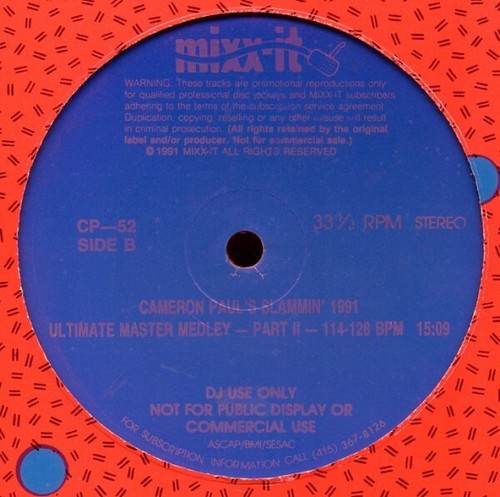 mixx-it
WARNING: These tracks are promotional reproductions only
for qualified professional disc jockeys and MIXX-IT subscribers
adhering to the terms of the subscription service agreement.
Duplication, copying, reselling or any other misuse will result
in criminal prosecution. (All rights retained by the original
label and/or producer. Not for commercial sale.)
© 1991 MIXX-IT ALL RIGHTS RESERVED
CP—52
SIDE B
33 1/3 RPM STEREO
CAMERON PAUL'S SLAMMIN' 1991
ULTIMATE MASTER MEDLEY — PART II — 114-128 BPM 15:09
DJ USE ONLY
NOT FOR PUBLIC DISPLAY OR
COMMERCIAL USE
ASCAP/BMI/SESAC
FOR SUBSCRIPTION INFORMATION CALL (415) 367-8126